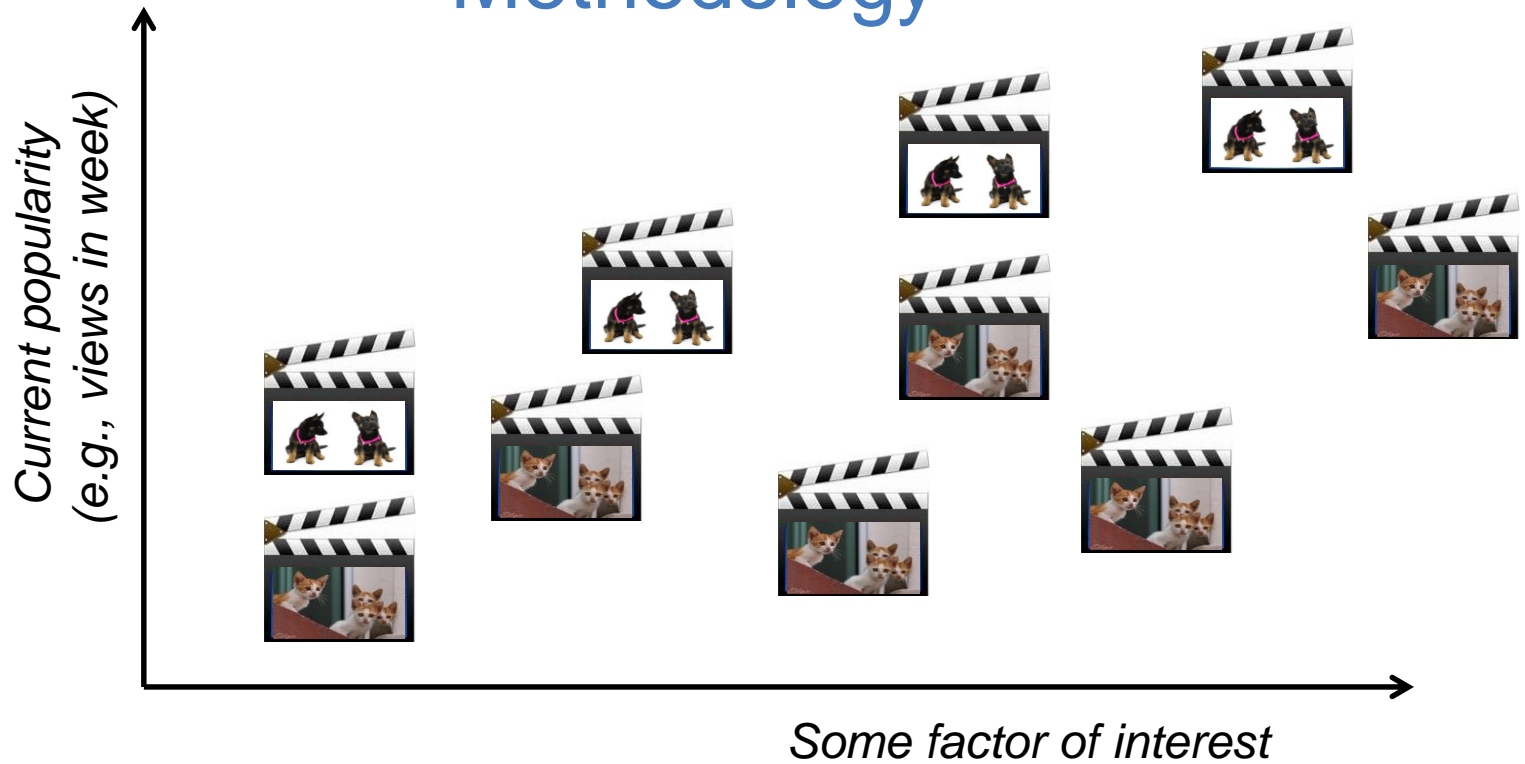 Methodology
Current popularity
(e.g., views in week)
Some factor of interest